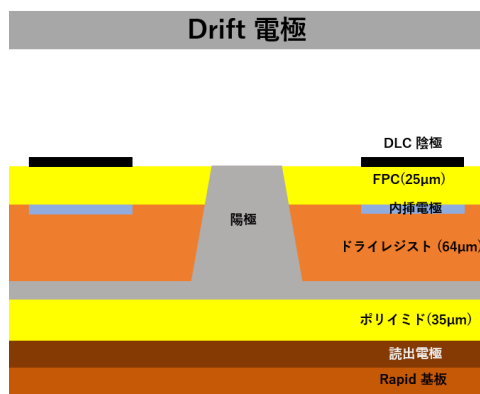 Drift 電極
DLC 陰極
FPC(25μm)
内挿電極
陽極
ドライレジスト (64μm)
ポリイミド(35μm)
読出電極
Rapid 基板